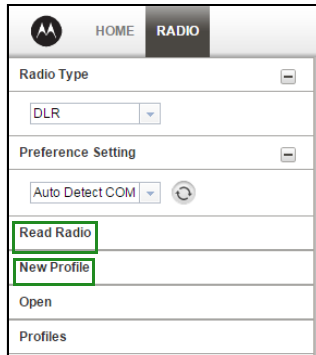 HOME RADIO
Radio Type
DLR
Preference Setting
Auto Detect COM
Read Radio
New Profile
Open
Profiles